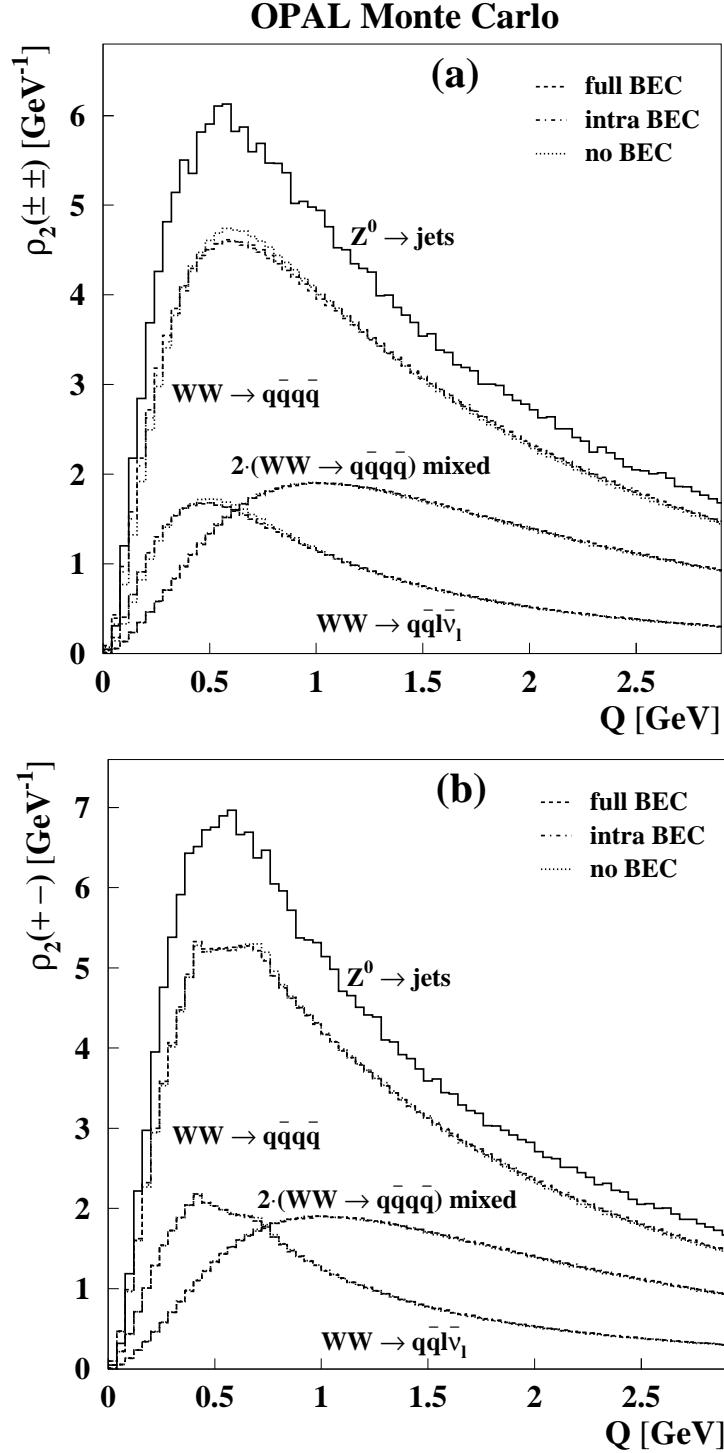 OPAL Monte Carlo
(a)
full BEC
intra BEC
no BEC
ρ₂(± ±) [GeV⁻¹]
6
5
4
3
2
1
0
Z⁰ → jets
WW → qq̄qq̄
2·(WW → qq̄qq̄) mixed
WW → qq̄lν̄ₗ
0 0.5 1 1.5 2 2.5
Q [GeV]
(b)
full BEC
intra BEC
no BEC
ρ₂(+ −) [GeV⁻¹]
7
6
5
4
3
2
1
0
Z⁰ → jets
WW → qq̄qq̄
2·(WW → qq̄qq̄) mixed
WW → qq̄lν̄ₗ
0 0.5 1 1.5 2 2.5
Q [GeV]